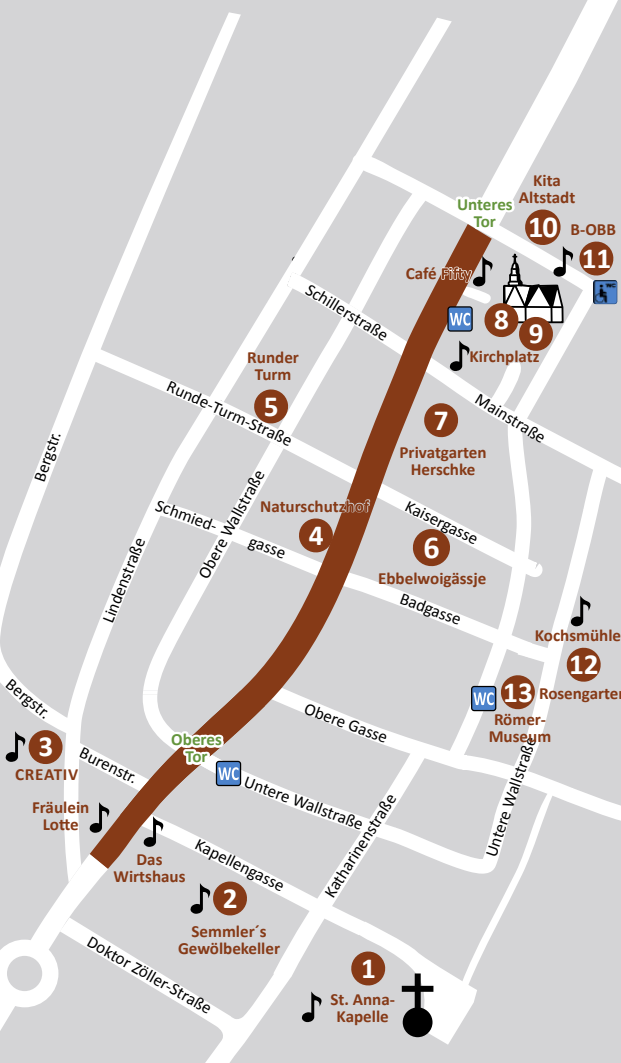 Kita
Altstadt
10
Unteres
Tor
B-OBB
11
WC
Café Fifty
WC
8
9
Kirchplatz
Schillerstraße
Mainstraße
Runder
Turm
5
Runde-Turm-Straße
7
Privatgarten
Herschke
Bergstr.
Naturschutzhof
4
Kaisergasse
6
Ebbelwoigässje
Schmied-
gasse
Obere Wallstraße
Lindenstraße
Badgasse
Kochsmühle
12
Rosengarten
WC
13
Römer-
Museum
Bergstr.
Obere Gasse
3
CREATIV
Oberes
Tor
WC
Burenstr.
Untere Wallstraße
Untere Wallstraße
Fräulein
Lotte
Das
Wirtshaus
Kapellengasse
Katharinenstraße
2
Semmler´s
Gewölbekeller
Doktor Zöller-Straße
1
St. Anna-
Kapelle